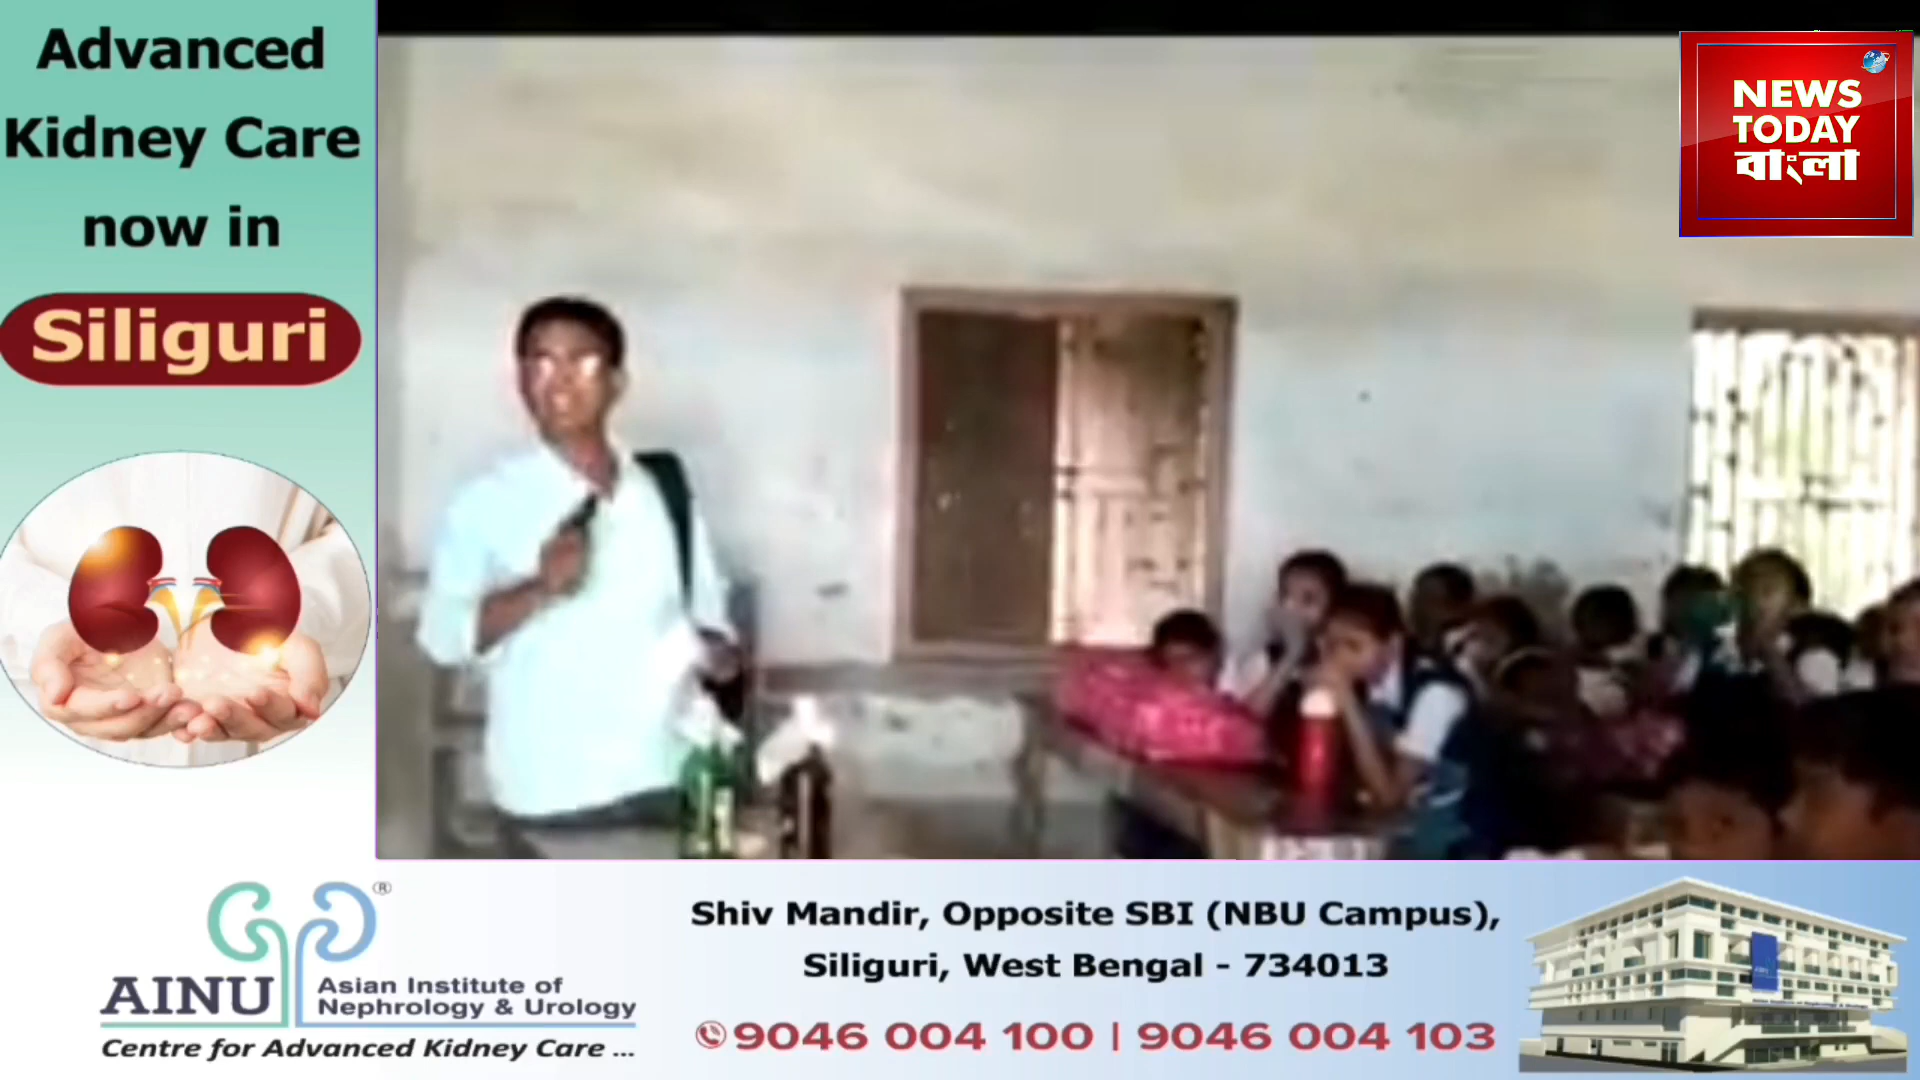 Advanced
Kidney Care
now in
Siliguri
NEWS
TODAY
বাংলা
AINU
®
Asian Institute of
Nephrology & Urology
Centre for Advanced Kidney Care ...
Shiv Mandir, Opposite SBI (NBU Campus),
Siliguri, West Bengal - 734013
9046 004 100 | 9046 004 103